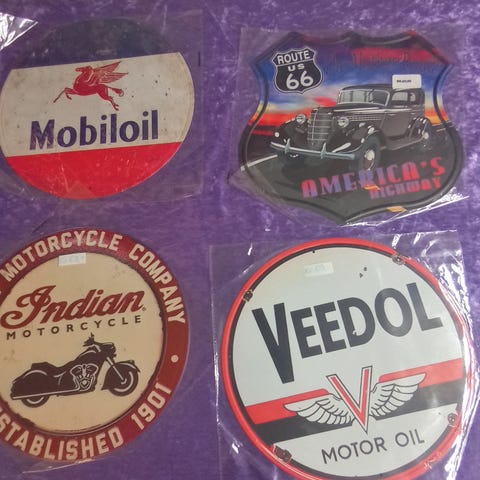 Mobiloil
ROUTE
US
66
AMERICA'S
HIGHWAY
MOTORCYCLE COMPANY
Indian
MOTORCYCLE
ESTABLISHED 1901
VEEDOL
V
MOTOR OIL